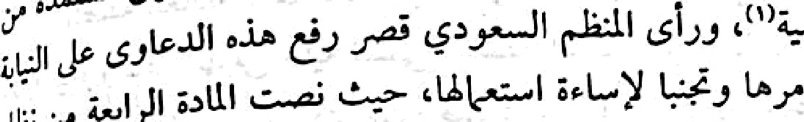 ية(١)، ورأى المنظم السعودي قصر رفع هذه الدعاوى على النيابة
مرها وتجنبا لإساءة استعمالها، حيث نصت المادة الرابعة من